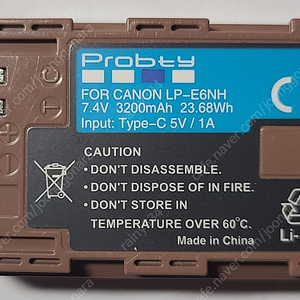 Probty
FOR CANON LP-E6NH
7.4V 3200mAh 23.68Wh
Input: Type-C 5V / 1A
CAUTION
• DON'T DISASSEMBLE.
• DON'T DISPOSE OF IN FIRE.
• DON'T STORAGE IN
TEMPERATURE OVER 60°C.
Made in China
Li-